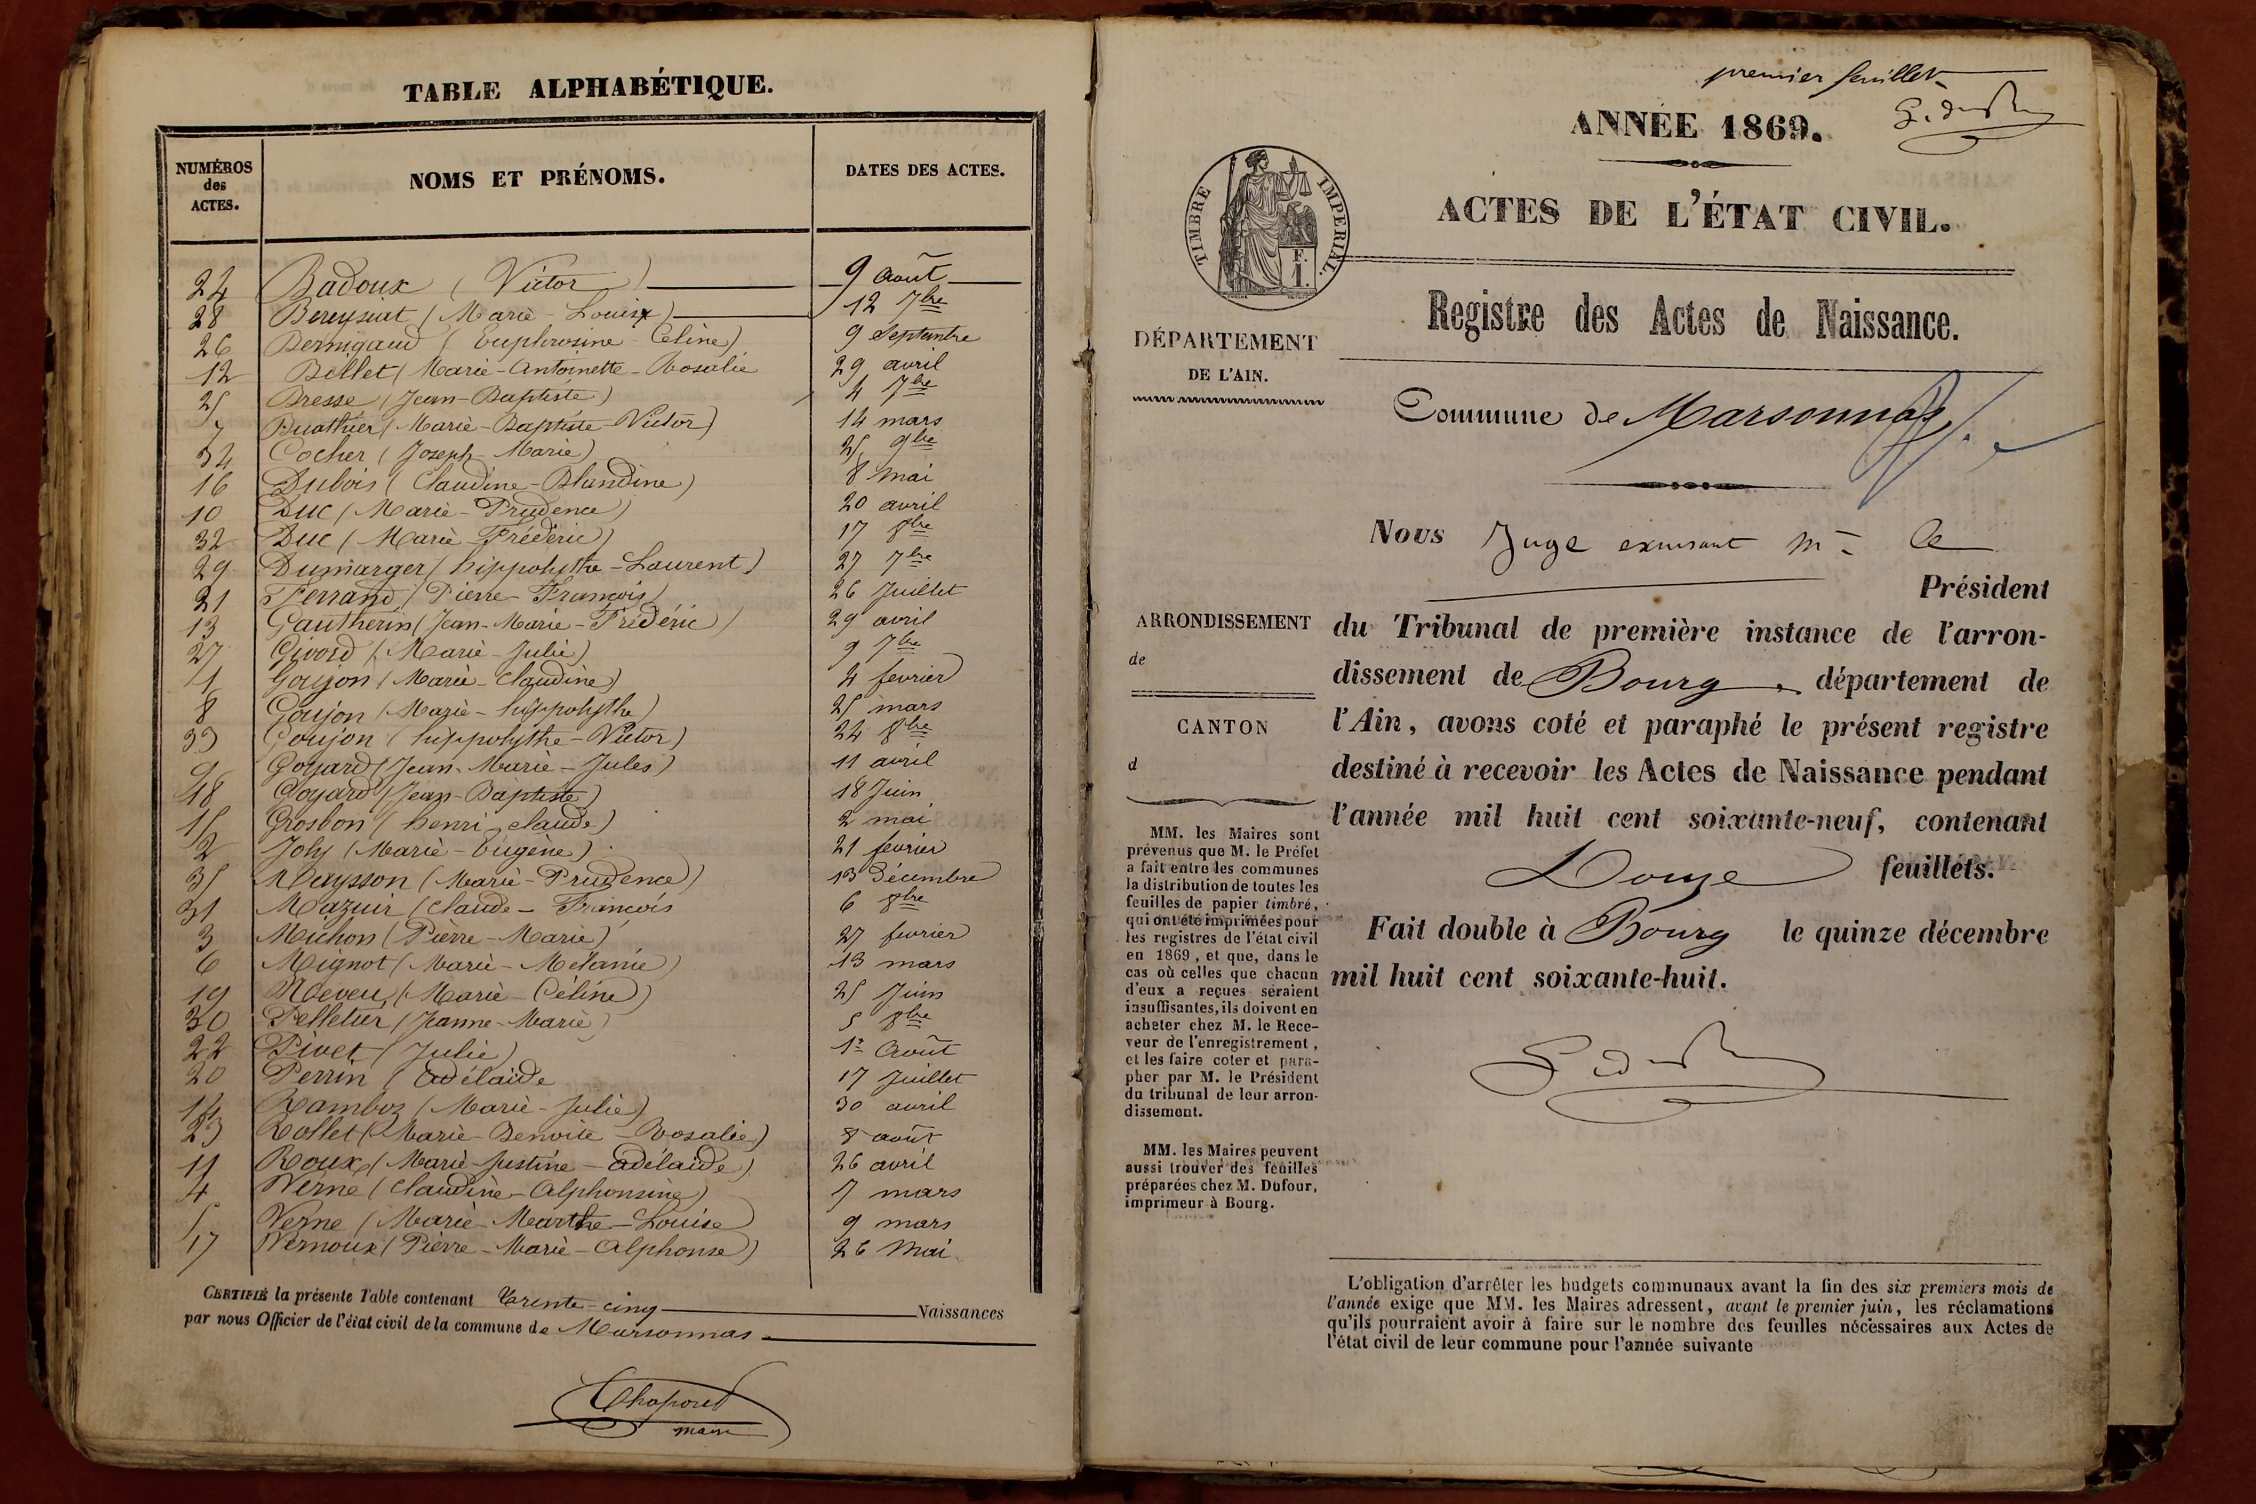 TABLE ALPHABÉTIQUE.
NUMÉROS des ACTES.
NOMS ET PRÉNOMS.
DATES DES ACTES.
24 Badoux (Victor) 9 Août
28 Bereyziat (Marie-Louise) 12 7bre
26 Bernigaud (Euphrosine-Céline) 9 Septembre
12 Bellet (Marie-Antoinette-Rosalie 29 avril
25 Bresse (Jean-Baptiste) 4 7bre
7 Buathier (Marie-Baptiste-Victor) 14 mars
34 Cocher (Joseph-Marie) 25 9bre
16 Dubois (Claudine-Blandine) 8 mai
10 Duc (Marie-Prudence) 20 avril
32 Duc (Marie-Fréderic) 17 8bre
29 Dumarger (hippolythe-Laurent) 27 7bre
21 Ferrand (Pierre-François) 26 Juillet
13 Gautherin (Jean-Marie-Fréderic) 29 avril
27 Givord (Marie-Julie) 9 7bre
1 Goujon (Marie-Claudine) 4 fevrier
8 Goujon (Marie-hippolythe) 25 mars
33 Goujon (hippolythe-Victor) 24 8bre
9 Goyard (Jean-Marie-Jules) 11 avril
18 Goyard (Jean-Baptiste) 18 Juin
15 Grosbon (henri-claude) 2 mai
2 Joly (Marie-Eugène) 21 fevrier
35 Maysson (Marie-Prudence) 13 Décembre
31 Mazuir (Claude-François 6 8bre
3 Michon (Pierre-Marie) 27 fevrier
6 Mignot (Marie-Mélanie) 13 mars
19 Neveu (Marie-Céline) 25 Juin
30 Pelletier (Jeanne-Marie) 5 8bre
22 Pivet (Julie) 1er Août
20 Perrin (Adélaide 17 Juillet
14 Ramboz (Marie-Julie) 30 avril
23 Rollet (Marie-Benoite-Rosalie) 8 août
11 Roux (Marie-Justine-adélaide) 26 avril
4 Verne (Claudine-Alphonsine) 7 mars
5 Verne (Marie-Marthe-Louise) 9 mars
17 Vernoux (Pierre-Marie-Alphonse) 26 Mai
CERTIFIÉ la présente Table contenant Trente-cinq Naissances
par nous Officier de l'état civil de la commune de Marsonnas
Chaporel
maire
premier feuillet
ANNÉE 1869.
ACTES DE L'ÉTAT CIVIL.
TIMBRE IMPERIAL.
F. I.
Registre des Actes de Naissance.
DÉPARTEMENT
DE L'AIN.
Commune de Marsonnas
Nous Juge excusant Mr le
Président
ARRONDISSEMENT
de
CANTON
d
du Tribunal de première instance de l'arron-
dissement de Bourg, département de
l'Ain, avons coté et paraphé le présent registre
destiné à recevoir les Actes de Naissance pendant
l'année mil huit cent soixante-neuf, contenant
Douze feuillets.
Fait double à Bourg le quinze décembre
mil huit cent soixante-huit.
MM. les Maires sont
prévenus que M. le Préfet
a fait entre les communes
la distribution de toutes les
feuilles de papier timbré,
qui ont été imprimées pour
les registres de l'état civil
en 1869, et que, dans le
cas où celles que chacun
d'eux a reçues seraient
insuffisantes, ils doivent en
acheter chez M. le Rece-
veur de l'enregistrement,
et les faire coter et para-
pher par M. le Président
du tribunal de leur arron-
dissement.
MM. les Maires peuvent
aussi trouver des feuilles
préparées chez M. Dufour,
imprimeur à Bourg.
L'obligation d'arrêter les budgets communaux avant la fin des six premiers mois de
l'année exige que MM. les Maires adressent, avant le premier juin, les réclamations
qu'ils pourraient avoir à faire sur le nombre des feuilles nécessaires aux Actes de
l'état civil de leur commune pour l'année suivante